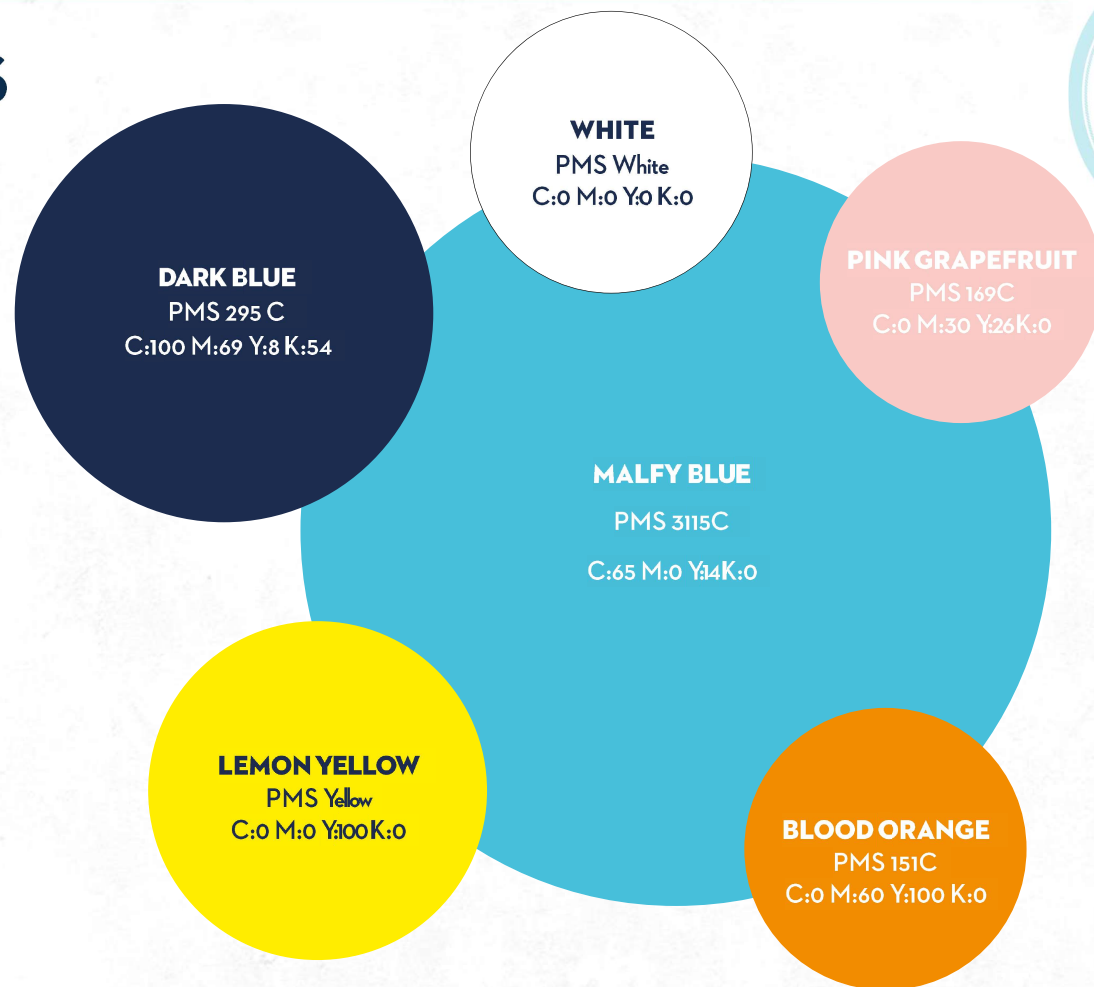 WHITE
PMS White
C:0 M:0 Y:0 K:0
DARK BLUE
PMS 295 C
C:100 M:69 Y:8 K:54
PINK GRAPEFRUIT
PMS 169C
C:0 M:30 Y:26 K:0
MALFY BLUE
PMS 3115C
C:65 M:0 Y:14 K:0
LEMON YELLOW
PMS Yellow
C:0 M:0 Y:100 K:0
BLOOD ORANGE
PMS 151C
C:0 M:60 Y:100 K:0